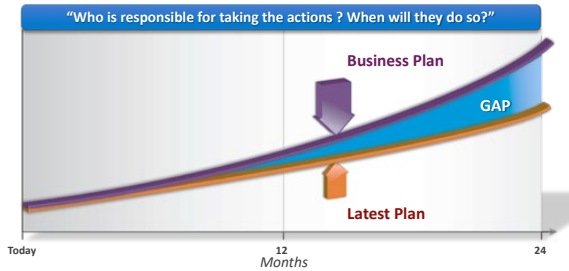 “Who is responsible for taking the actions ? When will they do so?”
Business Plan
GAP
Latest Plan
Today
12
24
Months